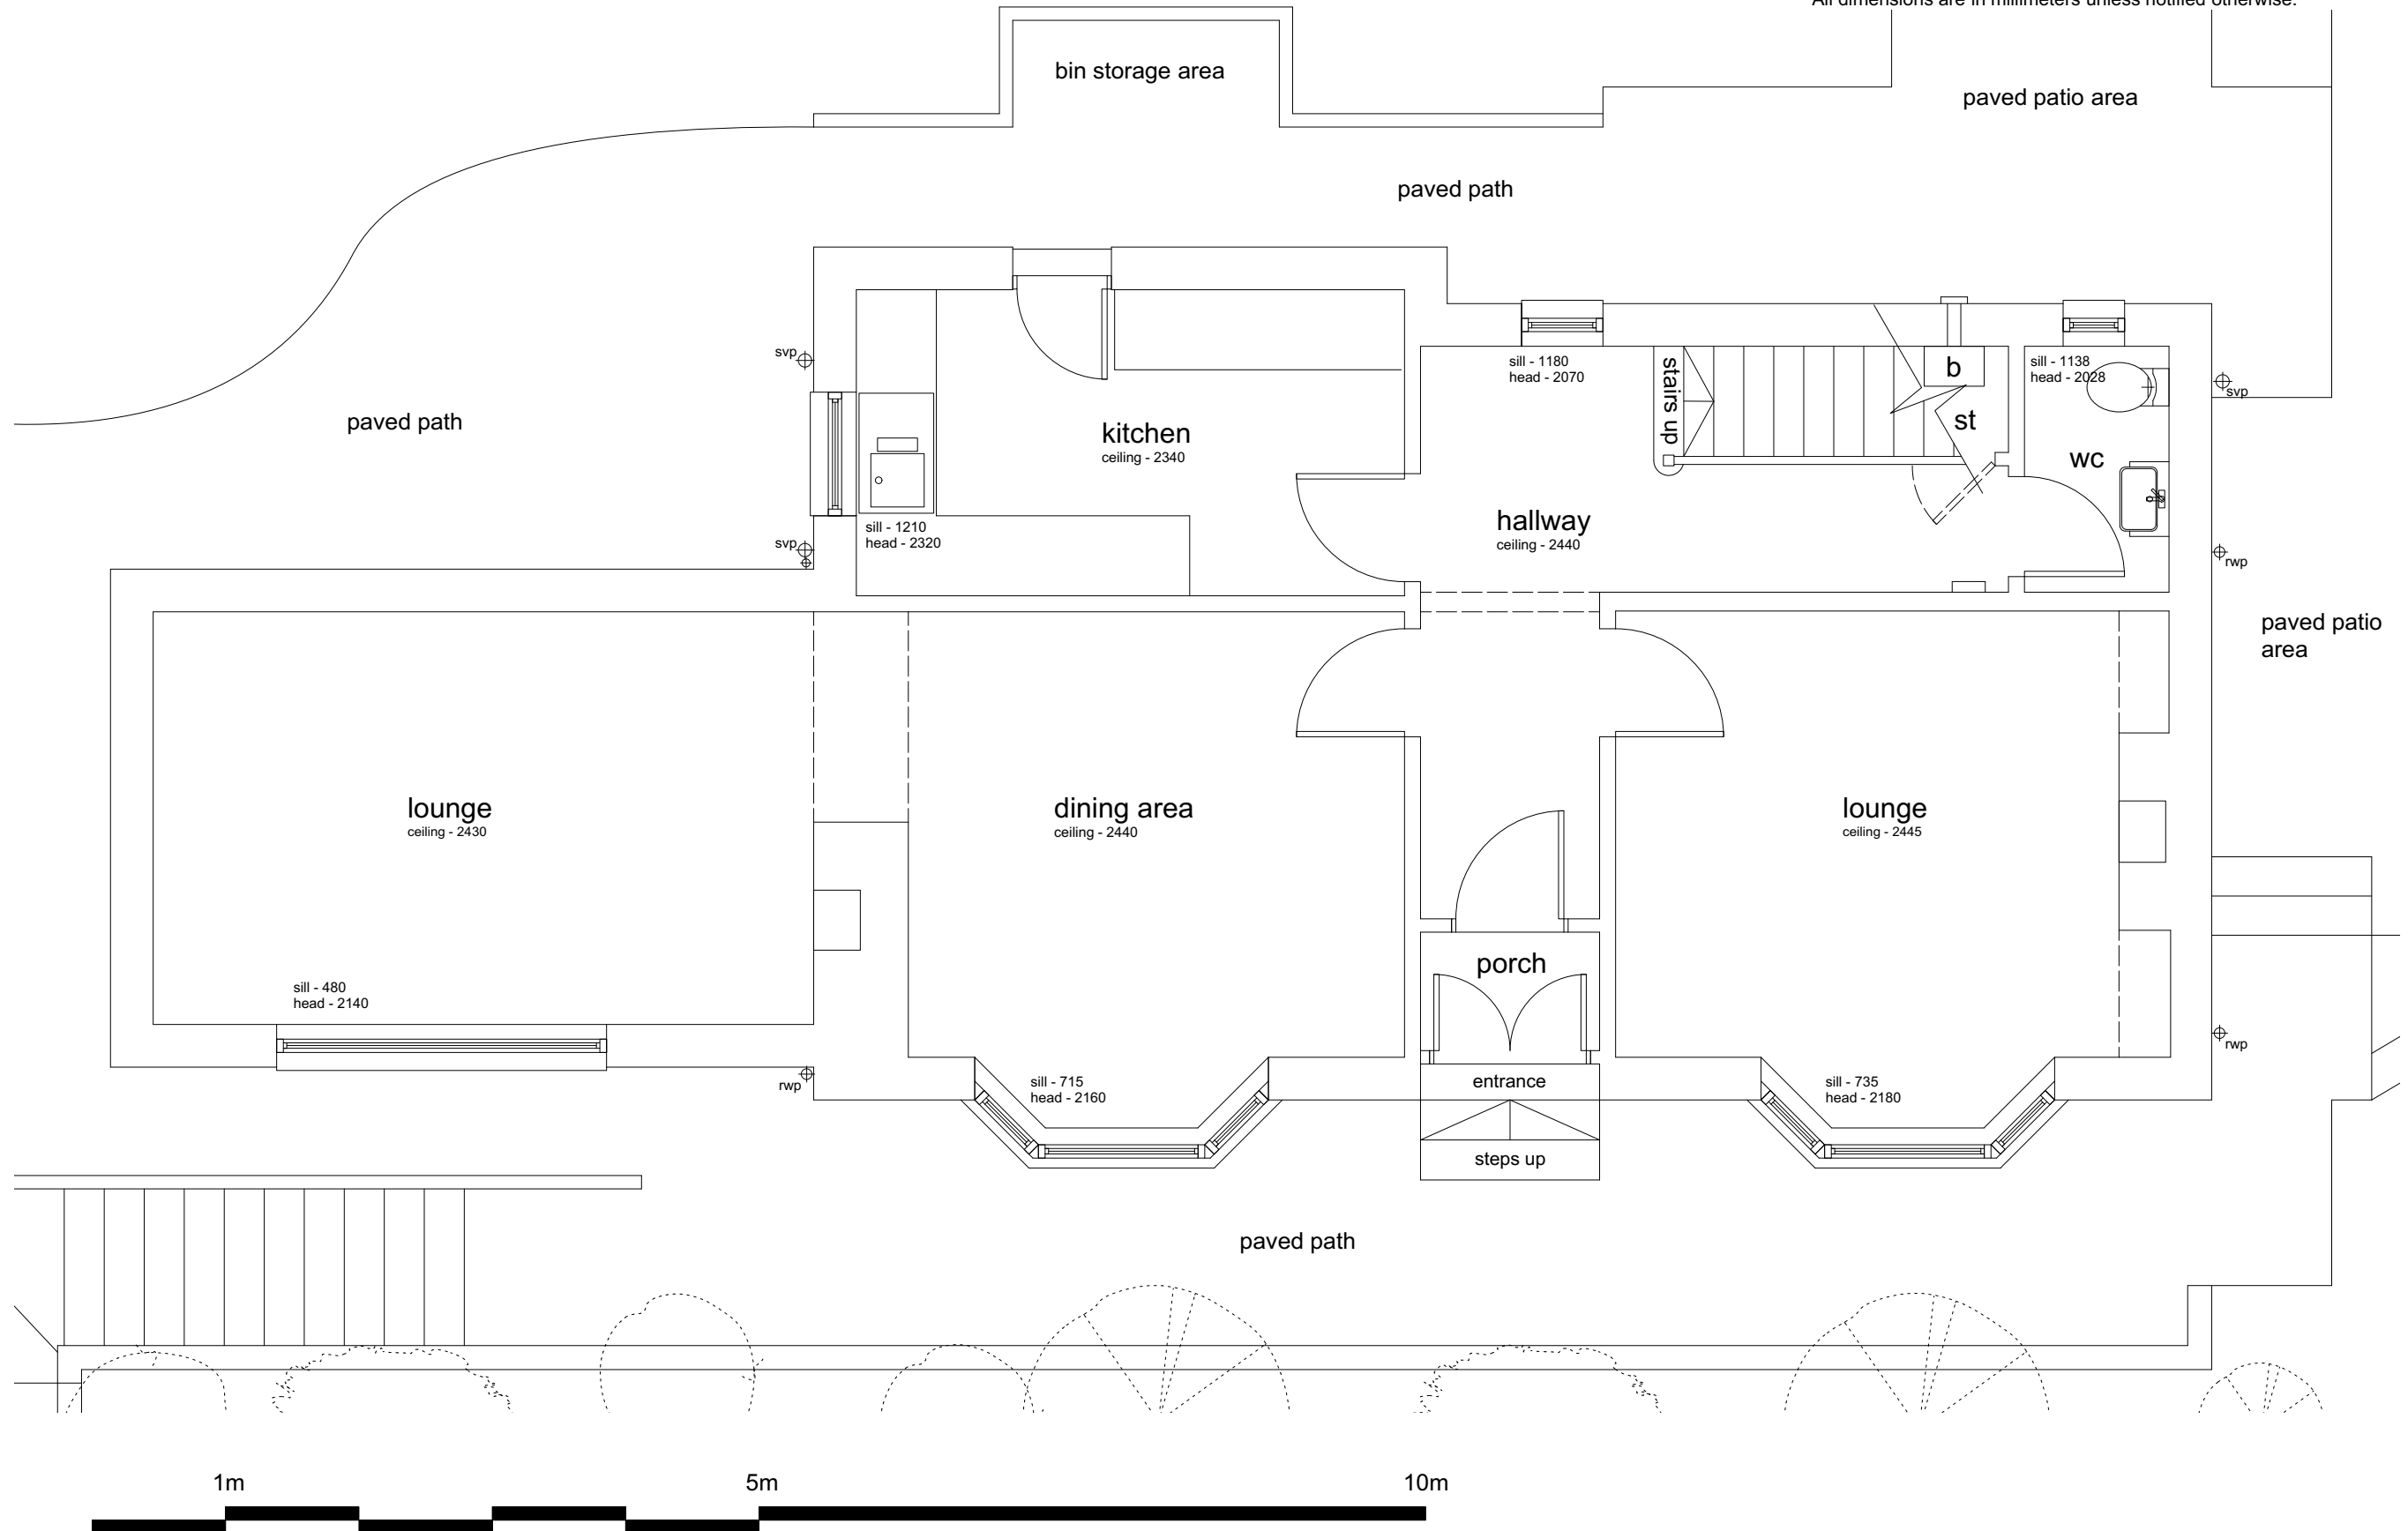 All dimensions are in millimeters unless notified otherwise.
bin storage area
paved patio area
paved path
svp
sill - 1180
head - 2070
stairs up
b
st
sill - 1138
head - 2028
svp
paved path
kitchen
ceiling - 2340
wc
sill - 1210
head - 2320
hallway
ceiling - 2440
svp
rwp
paved patio
area
lounge
ceiling - 2430
dining area
ceiling - 2440
lounge
ceiling - 2445
porch
sill - 480
head - 2140
rwp
rwp
sill - 715
head - 2160
entrance
sill - 735
head - 2180
steps up
paved path
1m
5m
10m